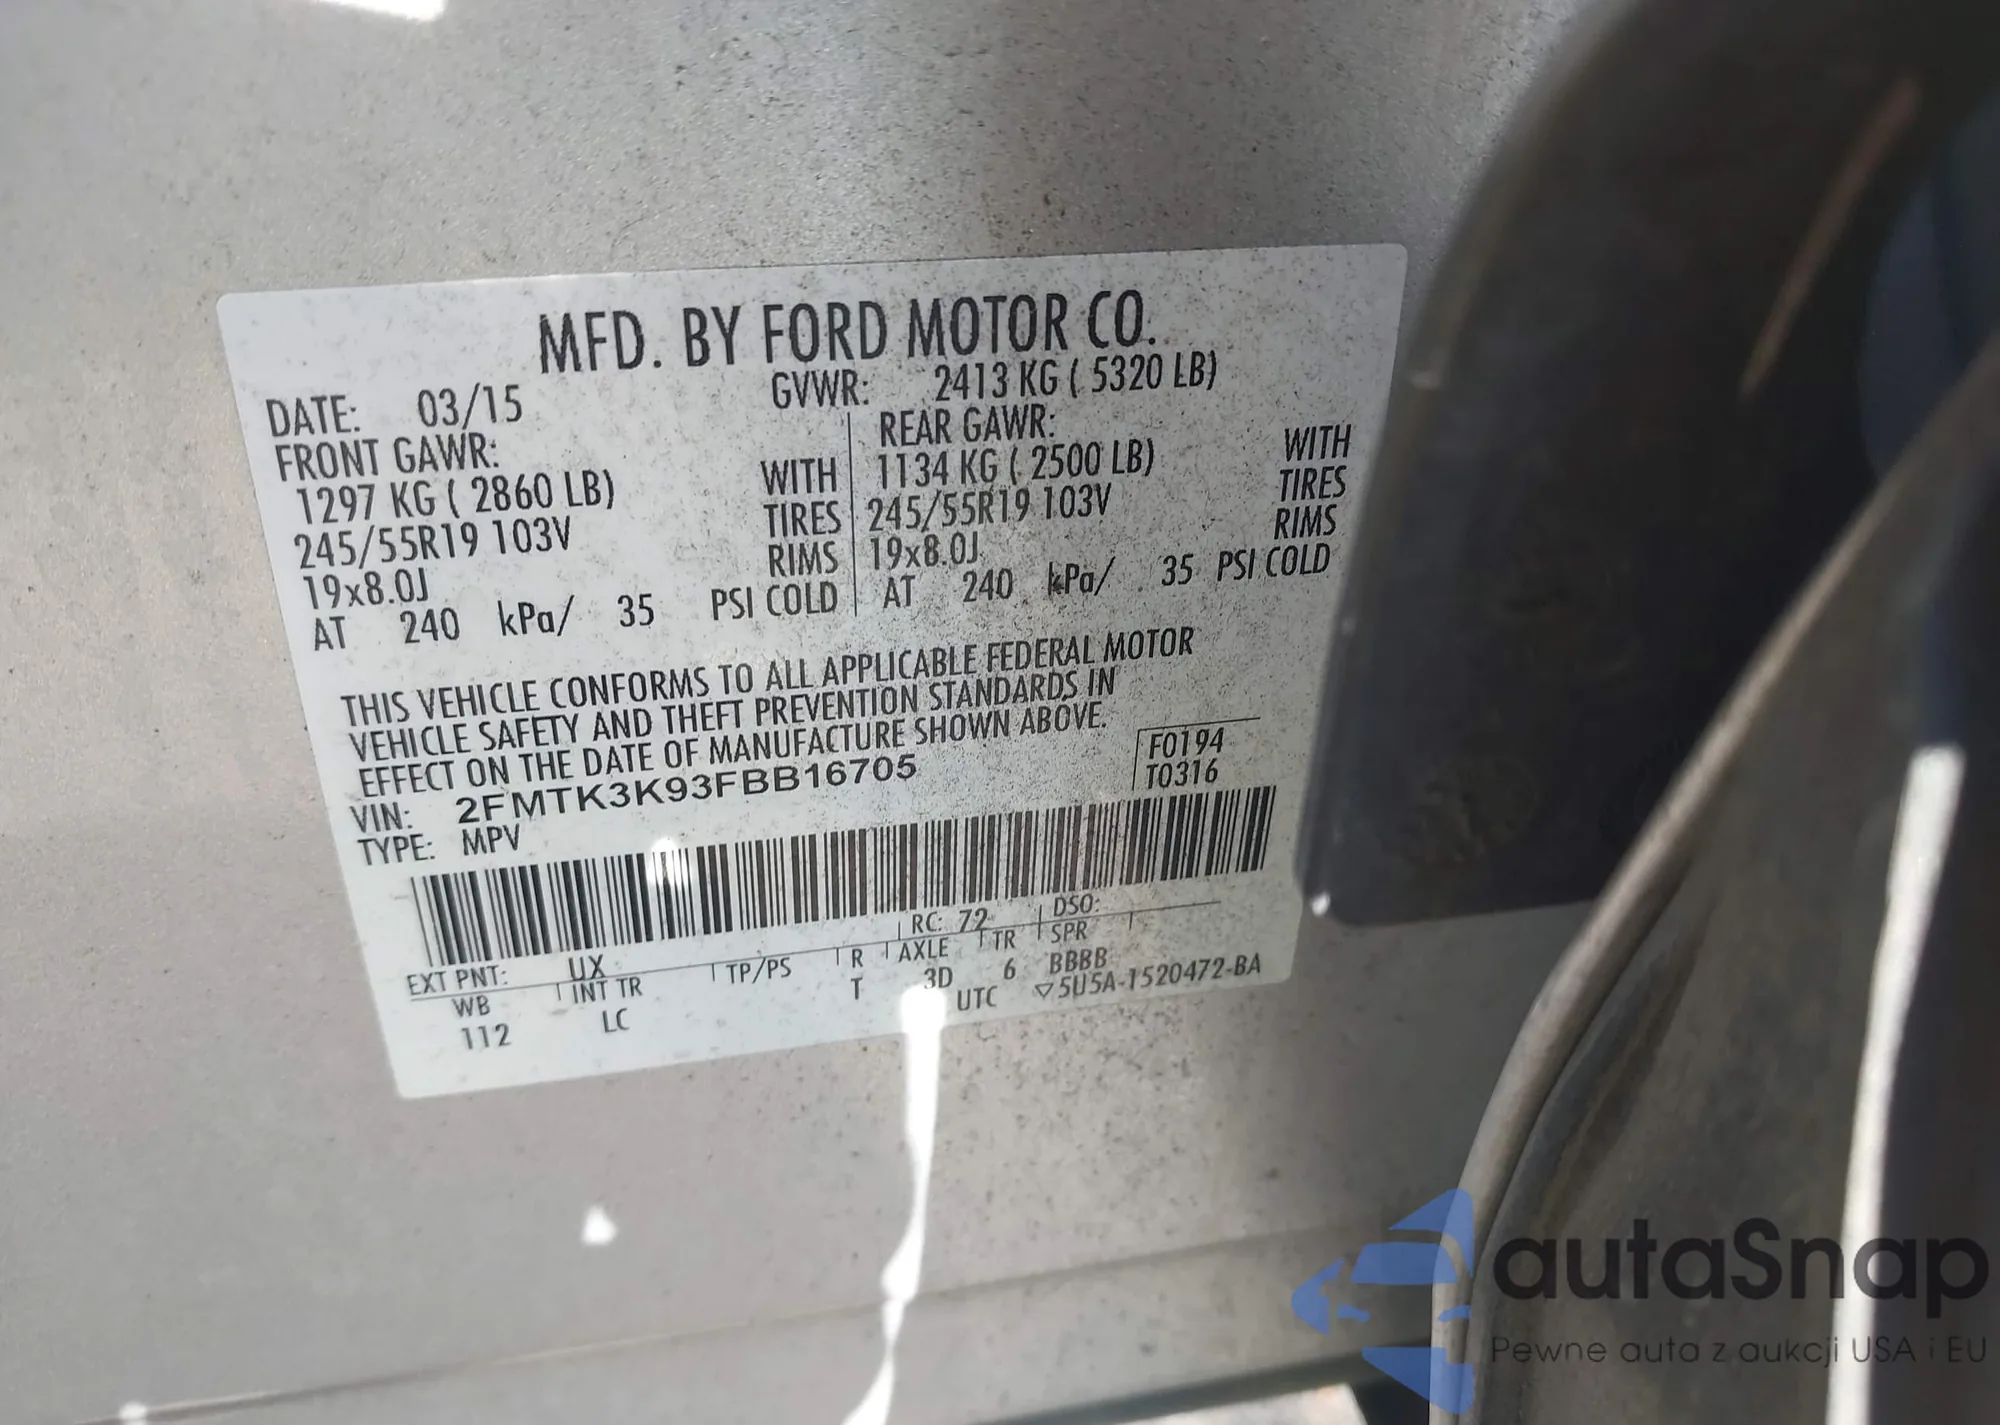 MFD. BY FORD MOTOR CO.
DATE: 03/15 GVWR: 2413 KG ( 5320 LB)
FRONT GAWR: REAR GAWR:
1297 KG ( 2860 LB) WITH 1134 KG ( 2500 LB) WITH
245/55R19 103V TIRES 245/55R19 103V TIRES
19x8.0J RIMS 19x8.0J RIMS
AT 240 kPa/ 35 PSI COLD AT 240 kPa/ 35 PSI COLD
THIS VEHICLE CONFORMS TO ALL APPLICABLE FEDERAL MOTOR
VEHICLE SAFETY AND THEFT PREVENTION STANDARDS IN
EFFECT ON THE DATE OF MANUFACTURE SHOWN ABOVE.
VIN: 2FMTK3K93FBB16705 F0194
TYPE: MPV T0316
EXT PNT: UX RC: 72 DSO:
WB INT TR TP/PS R AXLE TR SPR
112 LC T 3D 6 BBBB
UTC ▽5U5A-1520472-BA
autaSnap
Pewne auta z aukcji USA i EU